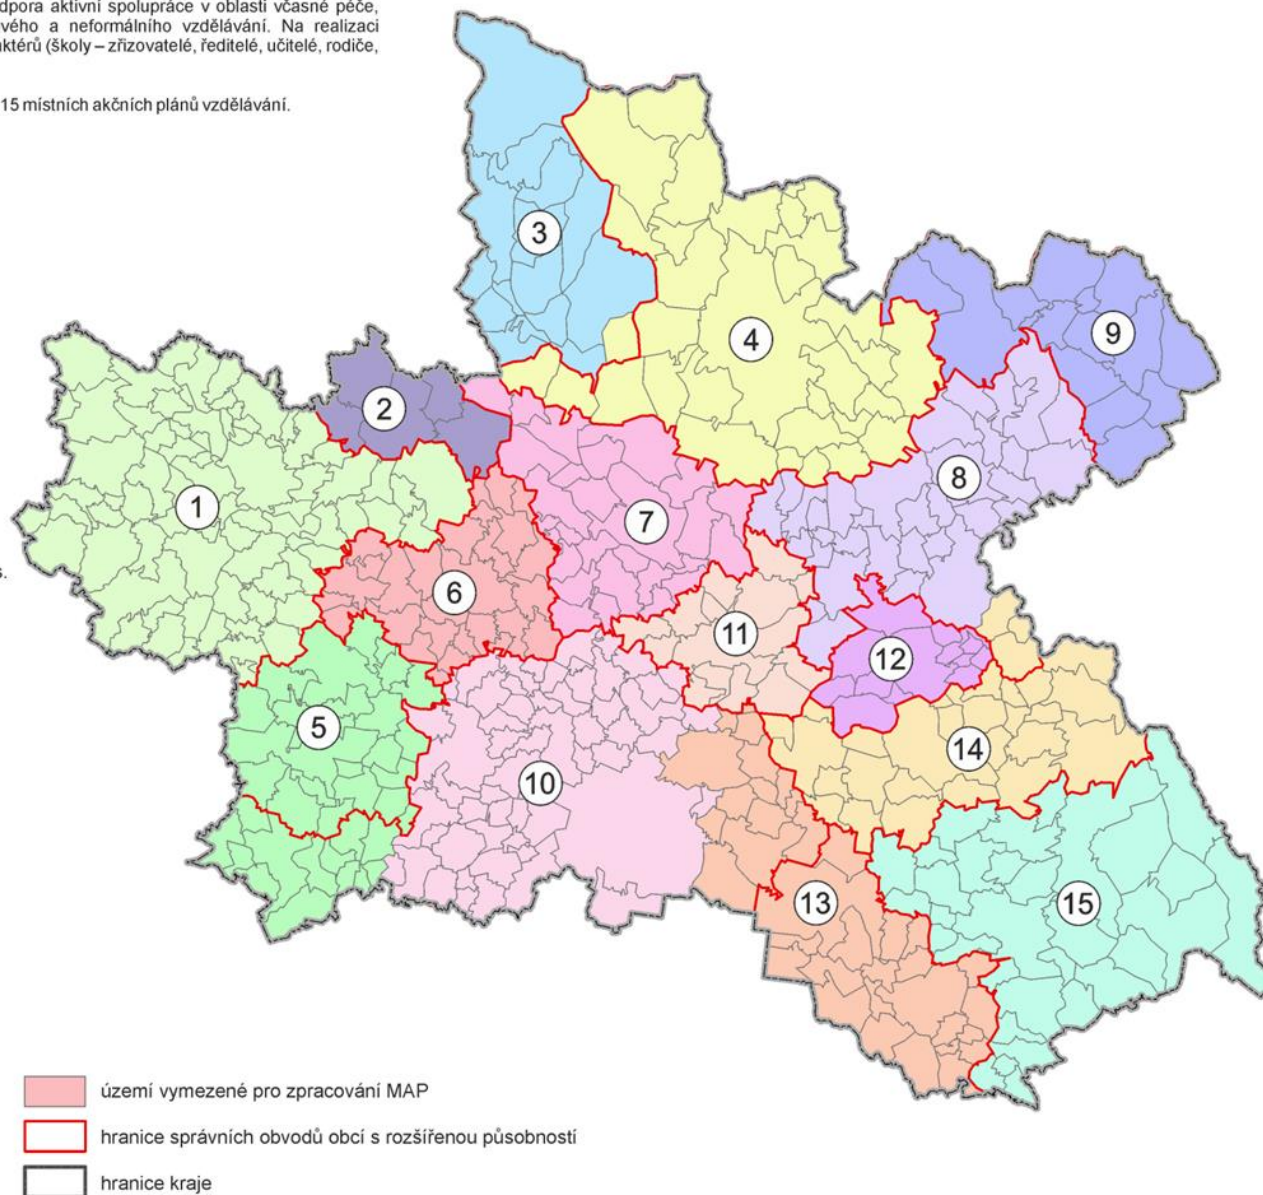 dpora aktivní spolupráce v oblasti včasné péče,
vého a neformálního vzdělávání. Na realizaci
ktérů (školy – zřizovatelé, ředitelé, učitelé, rodiče,
15 místních akčních plánů vzdělávání.
3
4
9
2
8
1
7
6
11
12
5
14
10
13
15
s.
území vymezené pro zpracování MAP
hranice správních obvodů obcí s rozšířenou působností
hranice kraje